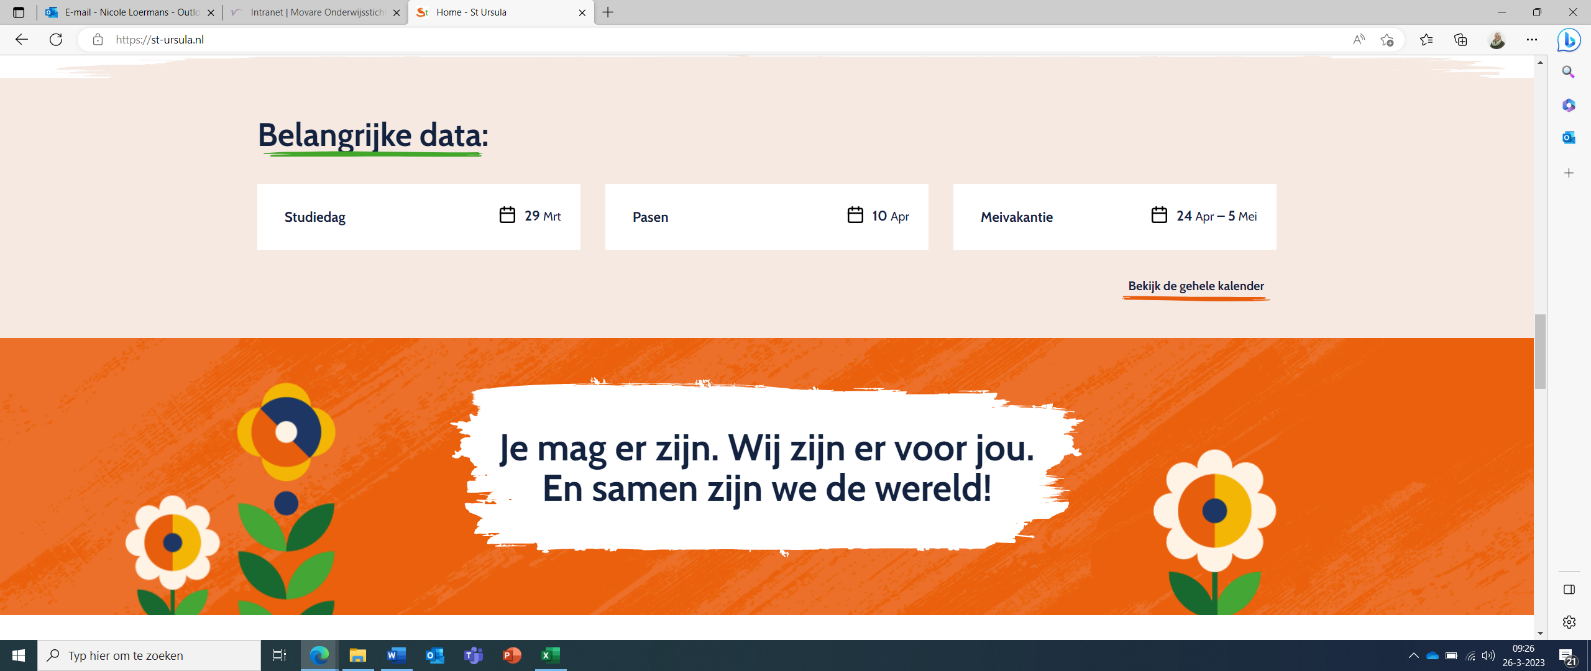 E-mail - Nicole Loermans - Outlo
Intranet | Movare Onderwijsstich
Home - St Ursula
https://st-ursula.nl
Belangrijke data:
Studiedag
29 Mrt
Pasen
10 Apr
Meivakantie
24 Apr – 5 Mei
Bekijk de gehele kalender
Je mag er zijn. Wij zijn er voor jou.
En samen zijn we de wereld!
Typ hier om te zoeken
09:26
26-3-2023
21